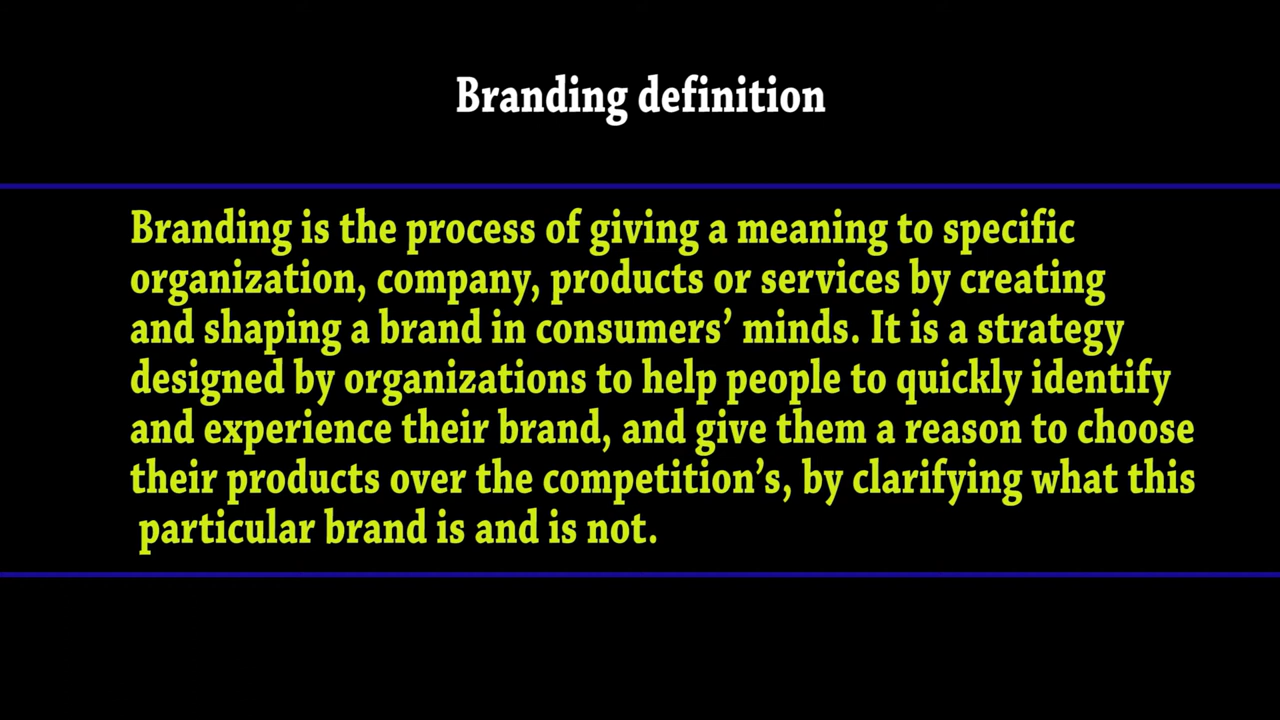 Branding definition
Branding is the process of giving a meaning to specific
organization, company, products or services by creating
and shaping a brand in consumers’ minds. It is a strategy
designed by organizations to help people to quickly identify
and experience their brand, and give them a reason to choose
their products over the competition’s, by clarifying what this
particular brand is and is not.